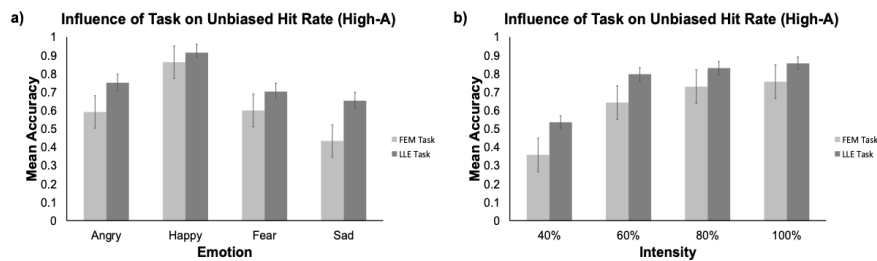 a)
Influence of Task on Unbiased Hit Rate (High-A)
Mean Accuracy
1
0.9
0.8
0.7
0.6
0.5
0.4
0.3
0.2
0.1
0
Angry Happy Fear Sad
Emotion
FEM Task
LLE Task
b)
Influence of Task on Unbiased Hit Rate (High-A)
Mean Accuracy
1
0.9
0.8
0.7
0.6
0.5
0.4
0.3
0.2
0.1
0
40% 60% 80% 100%
Intensity
FEM Task
LLE Task